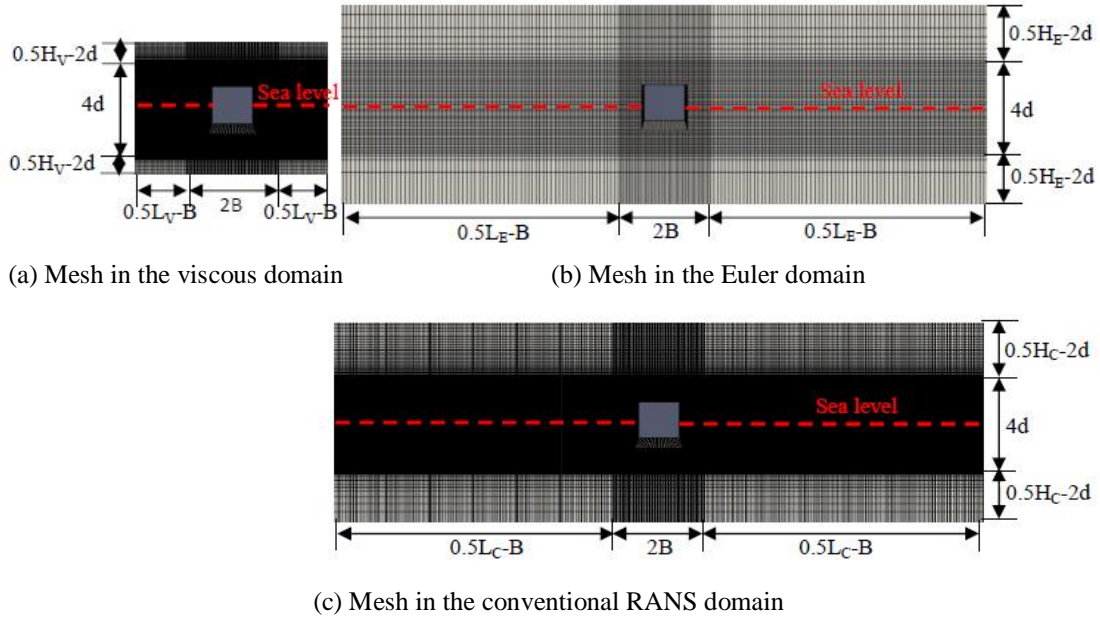 0.5H_V-2d
4d
0.5H_V-2d
Sea level
0.5L_V-B
2B
0.5L_V-B
(a) Mesh in the viscous domain
Sea level
0.5H_E-2d
4d
0.5H_E-2d
0.5L_E-B
2B
0.5L_E-B
(b) Mesh in the Euler domain
Sea level
0.5H_C-2d
4d
0.5H_C-2d
0.5L_C-B
2B
0.5L_C-B
(c) Mesh in the conventional RANS domain